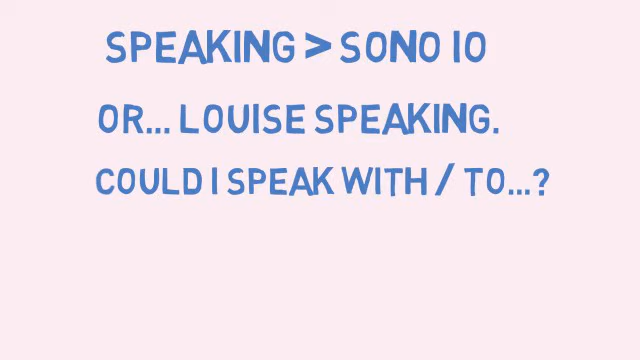 SPEAKING > SONO IO
OR... LOUISE SPEAKING.
COULD I SPEAK WITH / TO...?